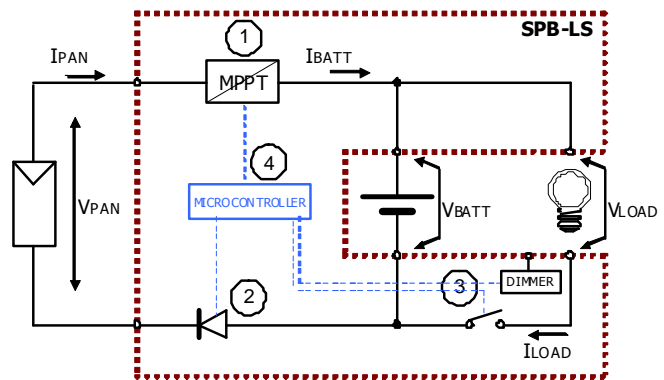 SPB-LS
1
IPAN
IBATT
MPPT
4
MICROCONTROLLER
VPAN
VBATT
VLOAD
2
3
DIMMER
ILOAD